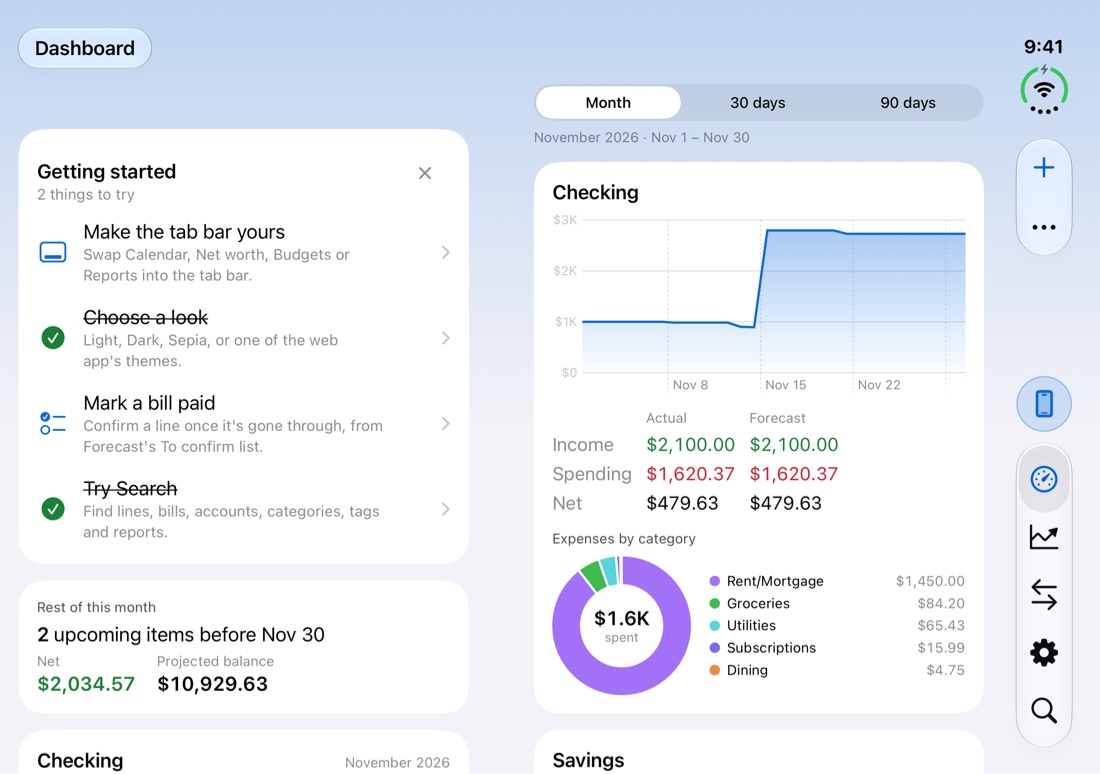 Dashboard
9:41
Getting started
2 things to try
Make the tab bar yours
Swap Calendar, Net worth, Budgets or
Reports into the tab bar.
Choose a look
Light, Dark, Sepia, or one of the web
app's themes.
Mark a bill paid
Confirm a line once it's gone through, from
Forecast's To confirm list.
Try Search
Find lines, bills, accounts, categories, tags
and reports.
Rest of this month
2 upcoming items before Nov 30
Net Projected balance
$2,034.57 $10,929.63
Checking November 2026
Month 30 days 90 days
November 2026 · Nov 1 – Nov 30
Checking
$3K
$2K
$1K
$0
Nov 8 Nov 15 Nov 22
Actual Forecast
Income $2,100.00 $2,100.00
Spending $1,620.37 $1,620.37
Net $479.63 $479.63
Expenses by category
$1.6K
spent
Rent/Mortgage $1,450.00
Groceries $84.20
Utilities $65.43
Subscriptions $15.99
Dining $4.75
Savings